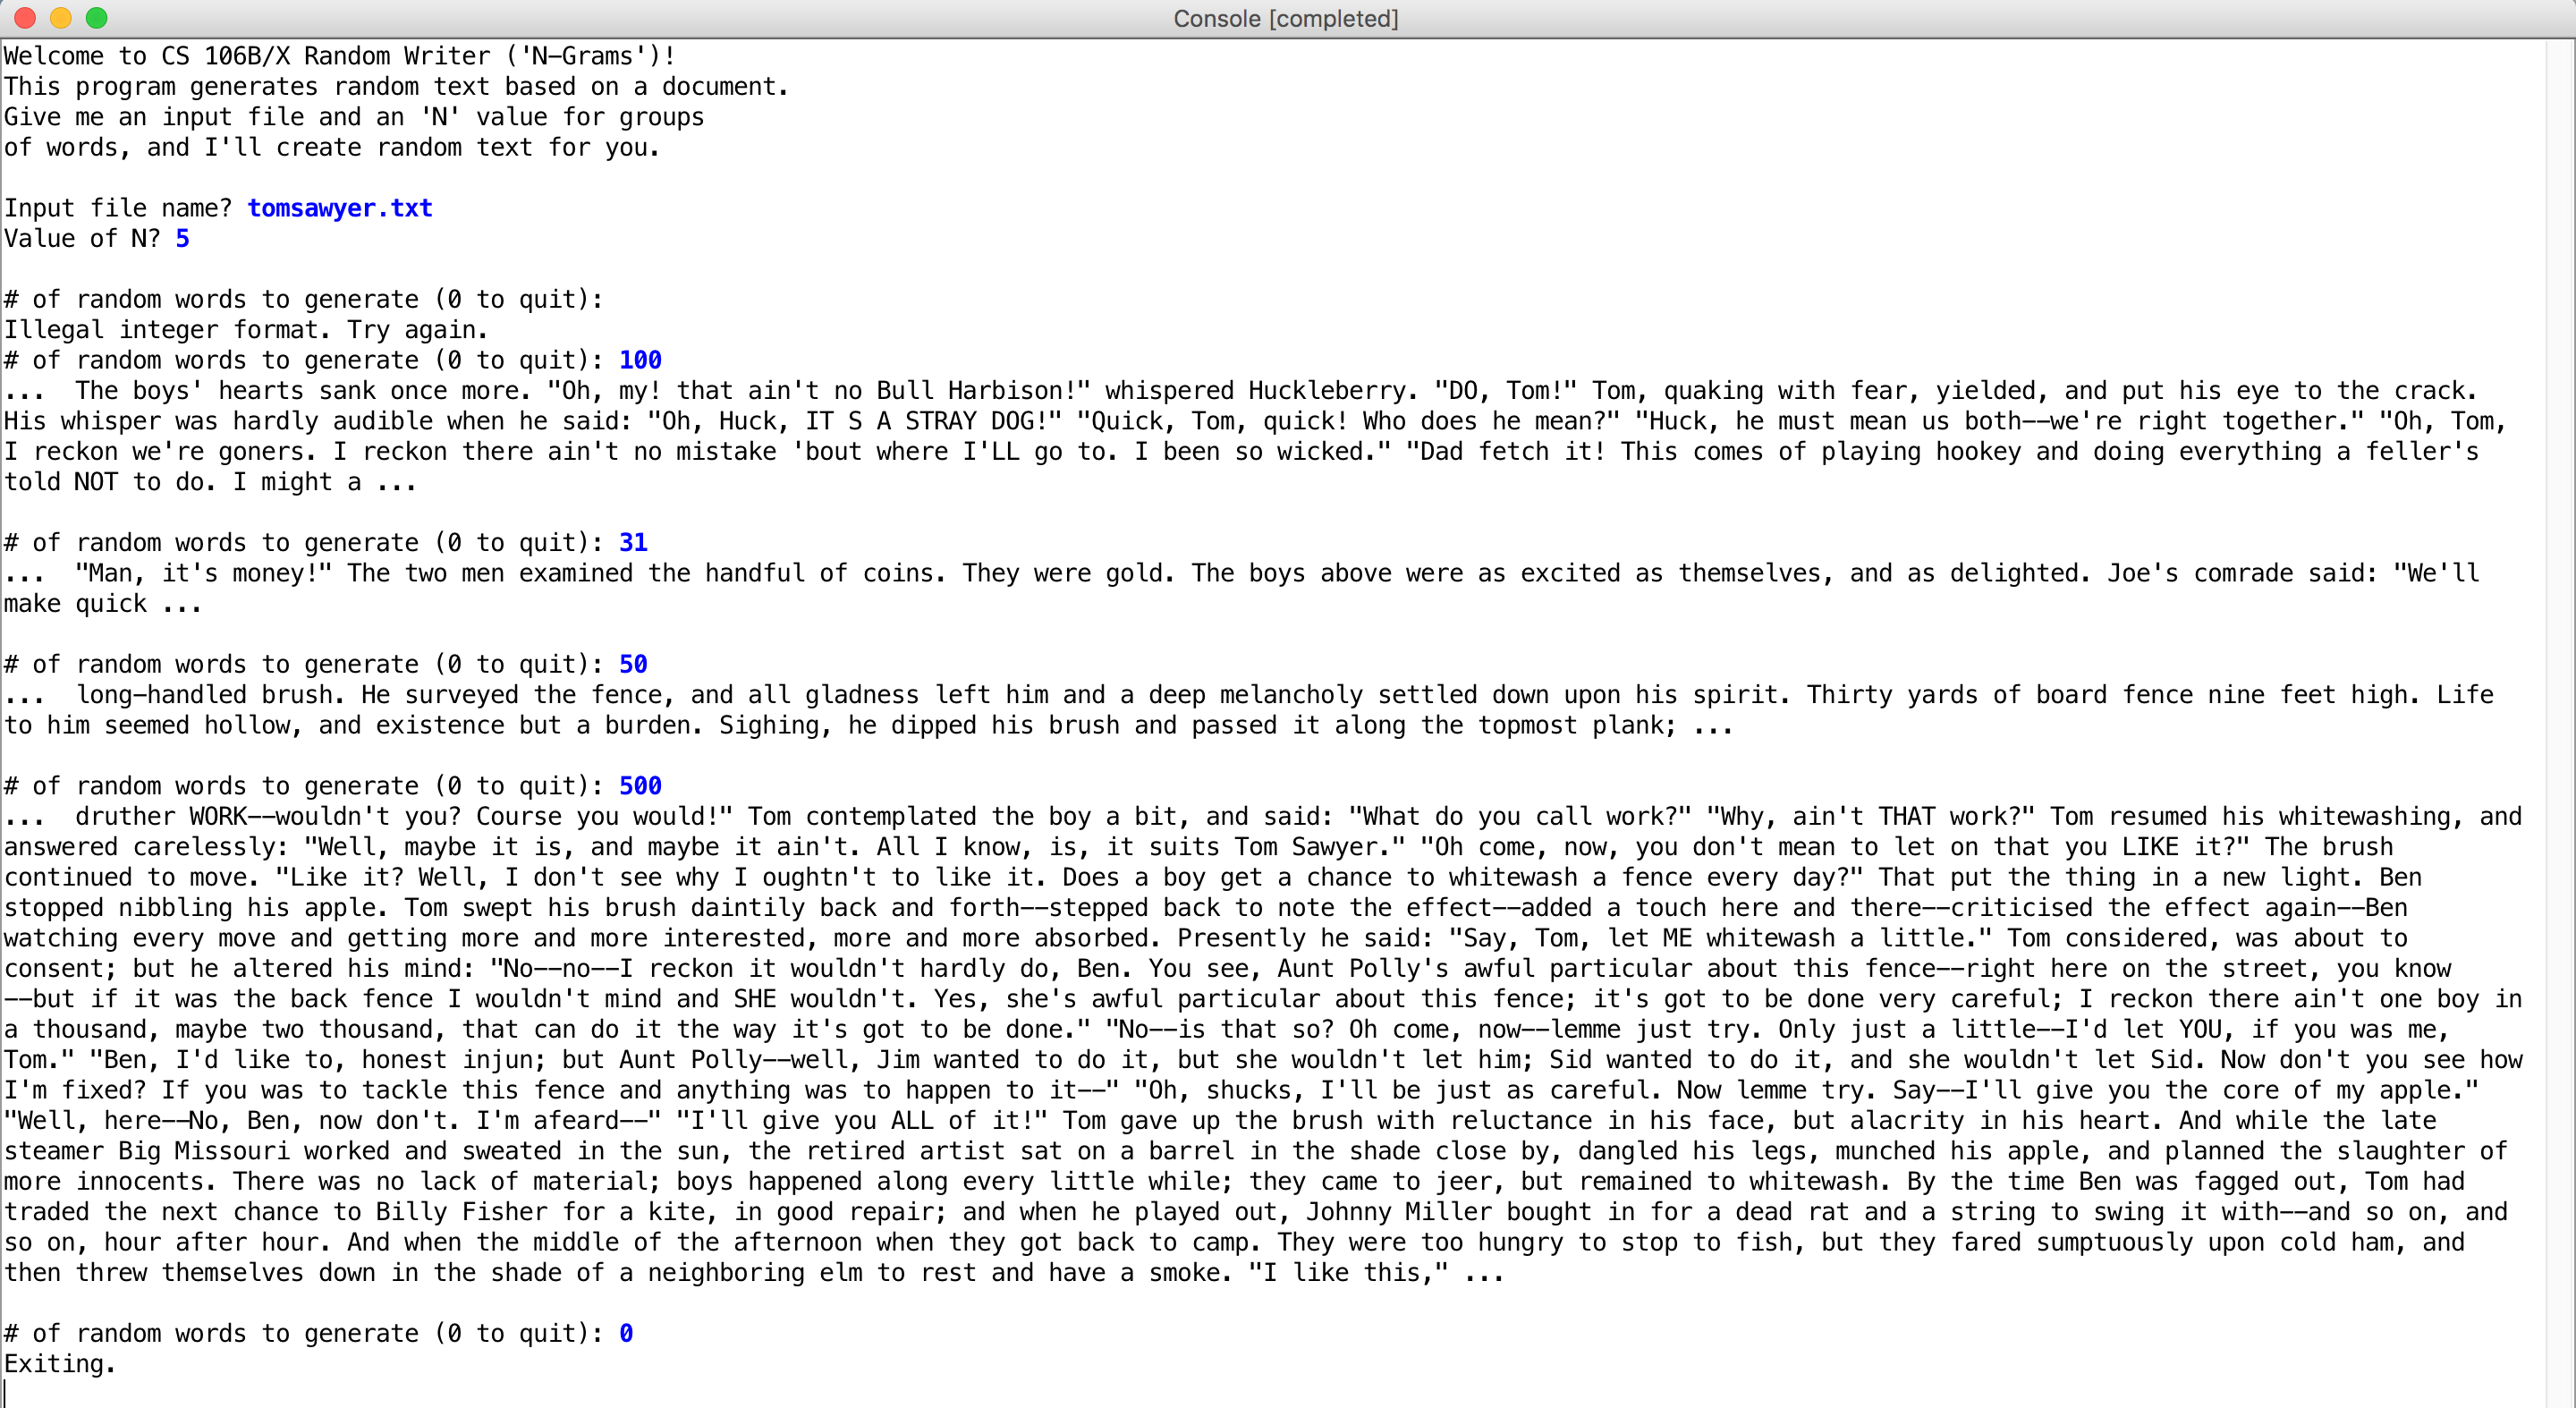 Console [completed]
Welcome to CS 106B/X Random Writer ('N-Grams')!
This program generates random text based on a document.
Give me an input file and an 'N' value for groups
of words, and I'll create random text for you.
Input file name? tomsawyer.txt
Value of N? 5
# of random words to generate (0 to quit):
Illegal integer format. Try again.
# of random words to generate (0 to quit): 100
...  The boys' hearts sank once more. "Oh, my! that ain't no Bull Harbison!" whispered Huckleberry. "DO, Tom!" Tom, quaking with fear, yielded, and put his eye to the crack.
His whisper was hardly audible when he said: "Oh, Huck, IT S A STRAY DOG!" "Quick, Tom, quick! Who does he mean?" "Huck, he must mean us both--we're right together." "Oh, Tom,
I reckon we're goners. I reckon there ain't no mistake 'bout where I'LL go to. I been so wicked." "Dad fetch it! This comes of playing hookey and doing everything a feller's
told NOT to do. I might a ...
# of random words to generate (0 to quit): 31
...  "Man, it's money!" The two men examined the handful of coins. They were gold. The boys above were as excited as themselves, and as delighted. Joe's comrade said: "We'll
make quick ...
# of random words to generate (0 to quit): 50
...  long-handled brush. He surveyed the fence, and all gladness left him and a deep melancholy settled down upon his spirit. Thirty yards of board fence nine feet high. Life
to him seemed hollow, and existence but a burden. Sighing, he dipped his brush and passed it along the topmost plank; ...
# of random words to generate (0 to quit): 500
...  druther WORK--wouldn't you? Course you would!" Tom contemplated the boy a bit, and said: "What do you call work?" "Why, ain't THAT work?" Tom resumed his whitewashing, and
answered carelessly: "Well, maybe it is, and maybe it ain't. All I know, is, it suits Tom Sawyer." "Oh come, now, you don't mean to let on that you LIKE it?" The brush
continued to move. "Like it? Well, I don't see why I oughtn't to like it. Does a boy get a chance to whitewash a fence every day?" That put the thing in a new light. Ben
stopped nibbling his apple. Tom swept his brush daintily back and forth--stepped back to note the effect--added a touch here and there--criticised the effect again--Ben
watching every move and getting more and more interested, more and more absorbed. Presently he said: "Say, Tom, let ME whitewash a little." Tom considered, was about to
consent; but he altered his mind: "No--no--I reckon it wouldn't hardly do, Ben. You see, Aunt Polly's awful particular about this fence--right here on the street, you know
--but if it was the back fence I wouldn't mind and SHE wouldn't. Yes, she's awful particular about this fence; it's got to be done very careful; I reckon there ain't one boy in
a thousand, maybe two thousand, that can do it the way it's got to be done." "No--is that so? Oh come, now--lemme just try. Only just a little--I'd let YOU, if you was me,
Tom." "Ben, I'd like to, honest injun; but Aunt Polly--well, Jim wanted to do it, but she wouldn't let him; Sid wanted to do it, and she wouldn't let Sid. Now don't you see how
I'm fixed? If you was to tackle this fence and anything was to happen to it--" "Oh, shucks, I'll be just as careful. Now lemme try. Say--I'll give you the core of my apple."
"Well, here--No, Ben, now don't. I'm afeard--" "I'll give you ALL of it!" Tom gave up the brush with reluctance in his face, but alacrity in his heart. And while the late
steamer Big Missouri worked and sweated in the sun, the retired artist sat on a barrel in the shade close by, dangled his legs, munched his apple, and planned the slaughter of
more innocents. There was no lack of material; boys happened along every little while; they came to jeer, but remained to whitewash. By the time Ben was fagged out, Tom had
traded the next chance to Billy Fisher for a kite, in good repair; and when he played out, Johnny Miller bought in for a dead rat and a string to swing it with--and so on, and
so on, hour after hour. And when the middle of the afternoon when they got back to camp. They were too hungry to stop to fish, but they fared sumptuously upon cold ham, and
then threw themselves down in the shade of a neighboring elm to rest and have a smoke. "I like this," ...
# of random words to generate (0 to quit): 0
Exiting.